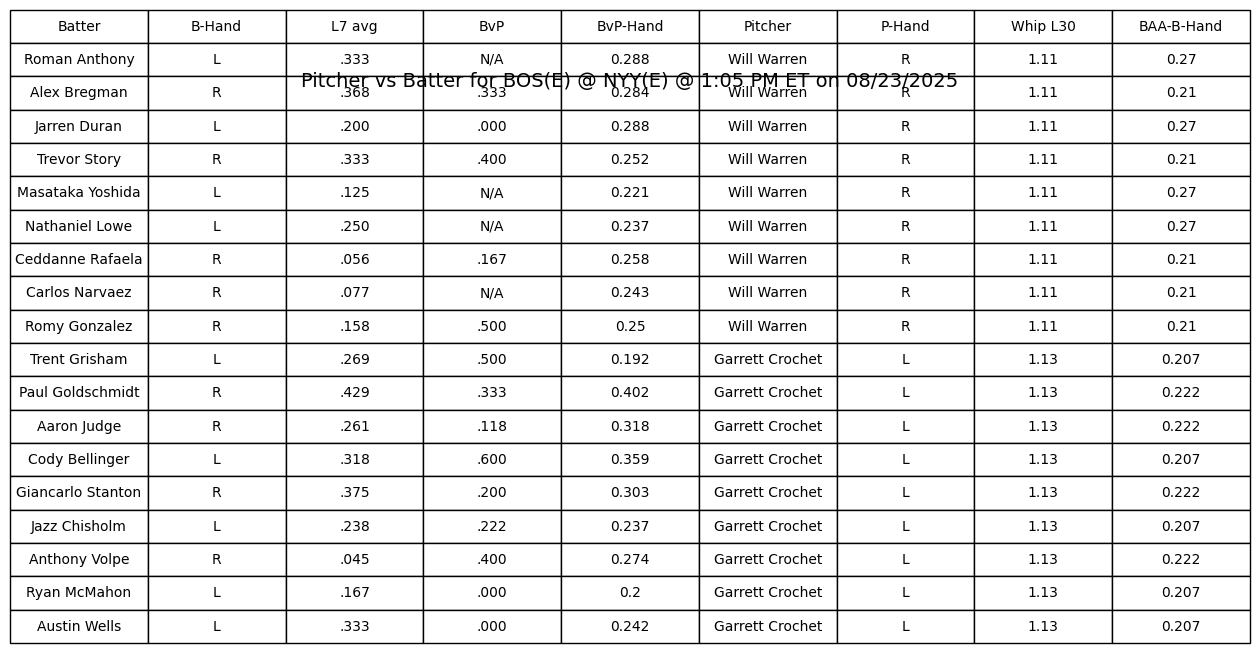 Batter B-Hand L7 avg BvP BvP-Hand Pitcher P-Hand Whip L30 BAA-B-Hand
Roman Anthony L .333 N/A 0.288 Will Warren R 1.11 0.27
Pitcher vs Batter for BOS(E) @ NYY(E) @ 1:05 PM ET on 08/23/2025
Alex Bregman R .368 .333 0.284 Will Warren R 1.11 0.21
Jarren Duran L .200 .000 0.288 Will Warren R 1.11 0.27
Trevor Story R .333 .400 0.252 Will Warren R 1.11 0.21
Masataka Yoshida L .125 N/A 0.221 Will Warren R 1.11 0.27
Nathaniel Lowe L .250 N/A 0.237 Will Warren R 1.11 0.27
Ceddanne Rafaela R .056 .167 0.258 Will Warren R 1.11 0.21
Carlos Narvaez R .077 N/A 0.243 Will Warren R 1.11 0.21
Romy Gonzalez R .158 .500 0.25 Will Warren R 1.11 0.21
Trent Grisham L .269 .500 0.192 Garrett Crochet L 1.13 0.207
Paul Goldschmidt R .429 .333 0.402 Garrett Crochet L 1.13 0.222
Aaron Judge R .261 .118 0.318 Garrett Crochet L 1.13 0.222
Cody Bellinger L .318 .600 0.359 Garrett Crochet L 1.13 0.207
Giancarlo Stanton R .375 .200 0.303 Garrett Crochet L 1.13 0.222
Jazz Chisholm L .238 .222 0.237 Garrett Crochet L 1.13 0.207
Anthony Volpe R .045 .400 0.274 Garrett Crochet L 1.13 0.222
Ryan McMahon L .167 .000 0.2 Garrett Crochet L 1.13 0.207
Austin Wells L .333 .000 0.242 Garrett Crochet L 1.13 0.207